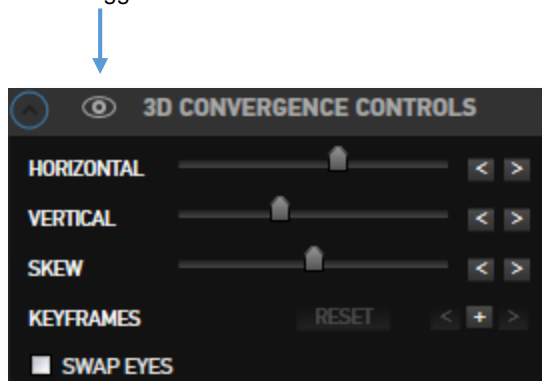 3D CONVERGENCE CONTROLS
HORIZONTAL < >
VERTICAL < >
SKEW < >
KEYFRAMES RESET < + >
SWAP EYES